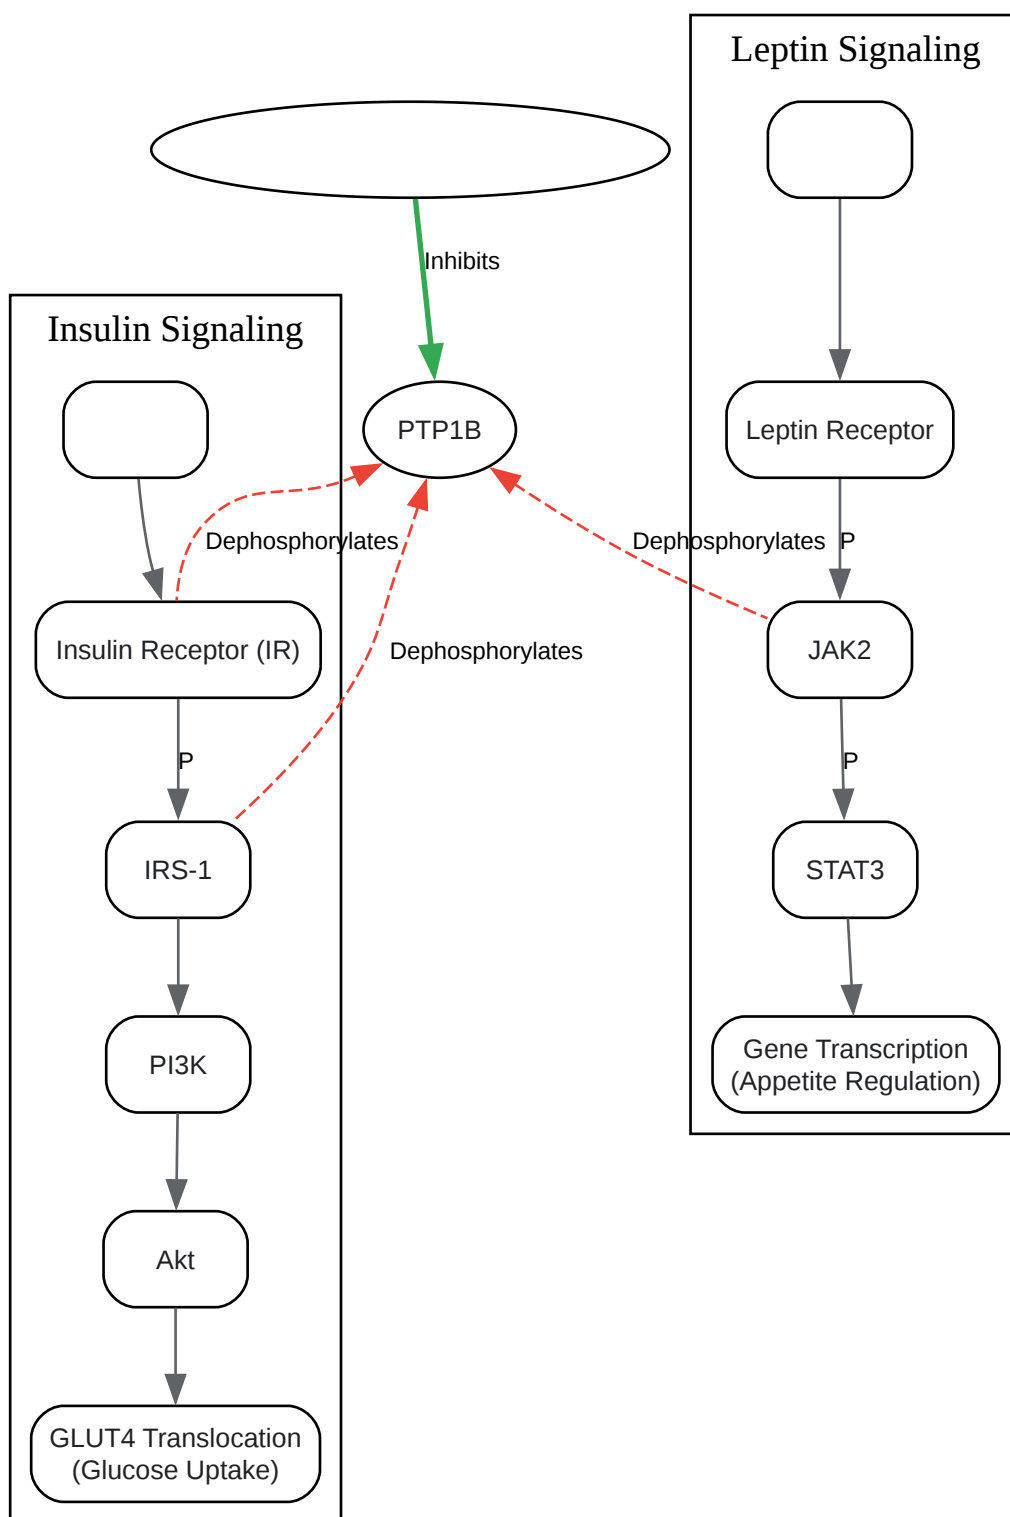 Leptin Signaling
Inhibits
Insulin Signaling
PTP1B
Leptin Receptor
Dephosphorylates
Dephosphorylates
P
Insulin Receptor (IR)
Dephosphorylates
JAK2
P
P
IRS-1
STAT3
PI3K
Gene Transcription
(Appetite Regulation)
Akt
GLUT4 Translocation
(Glucose Uptake)